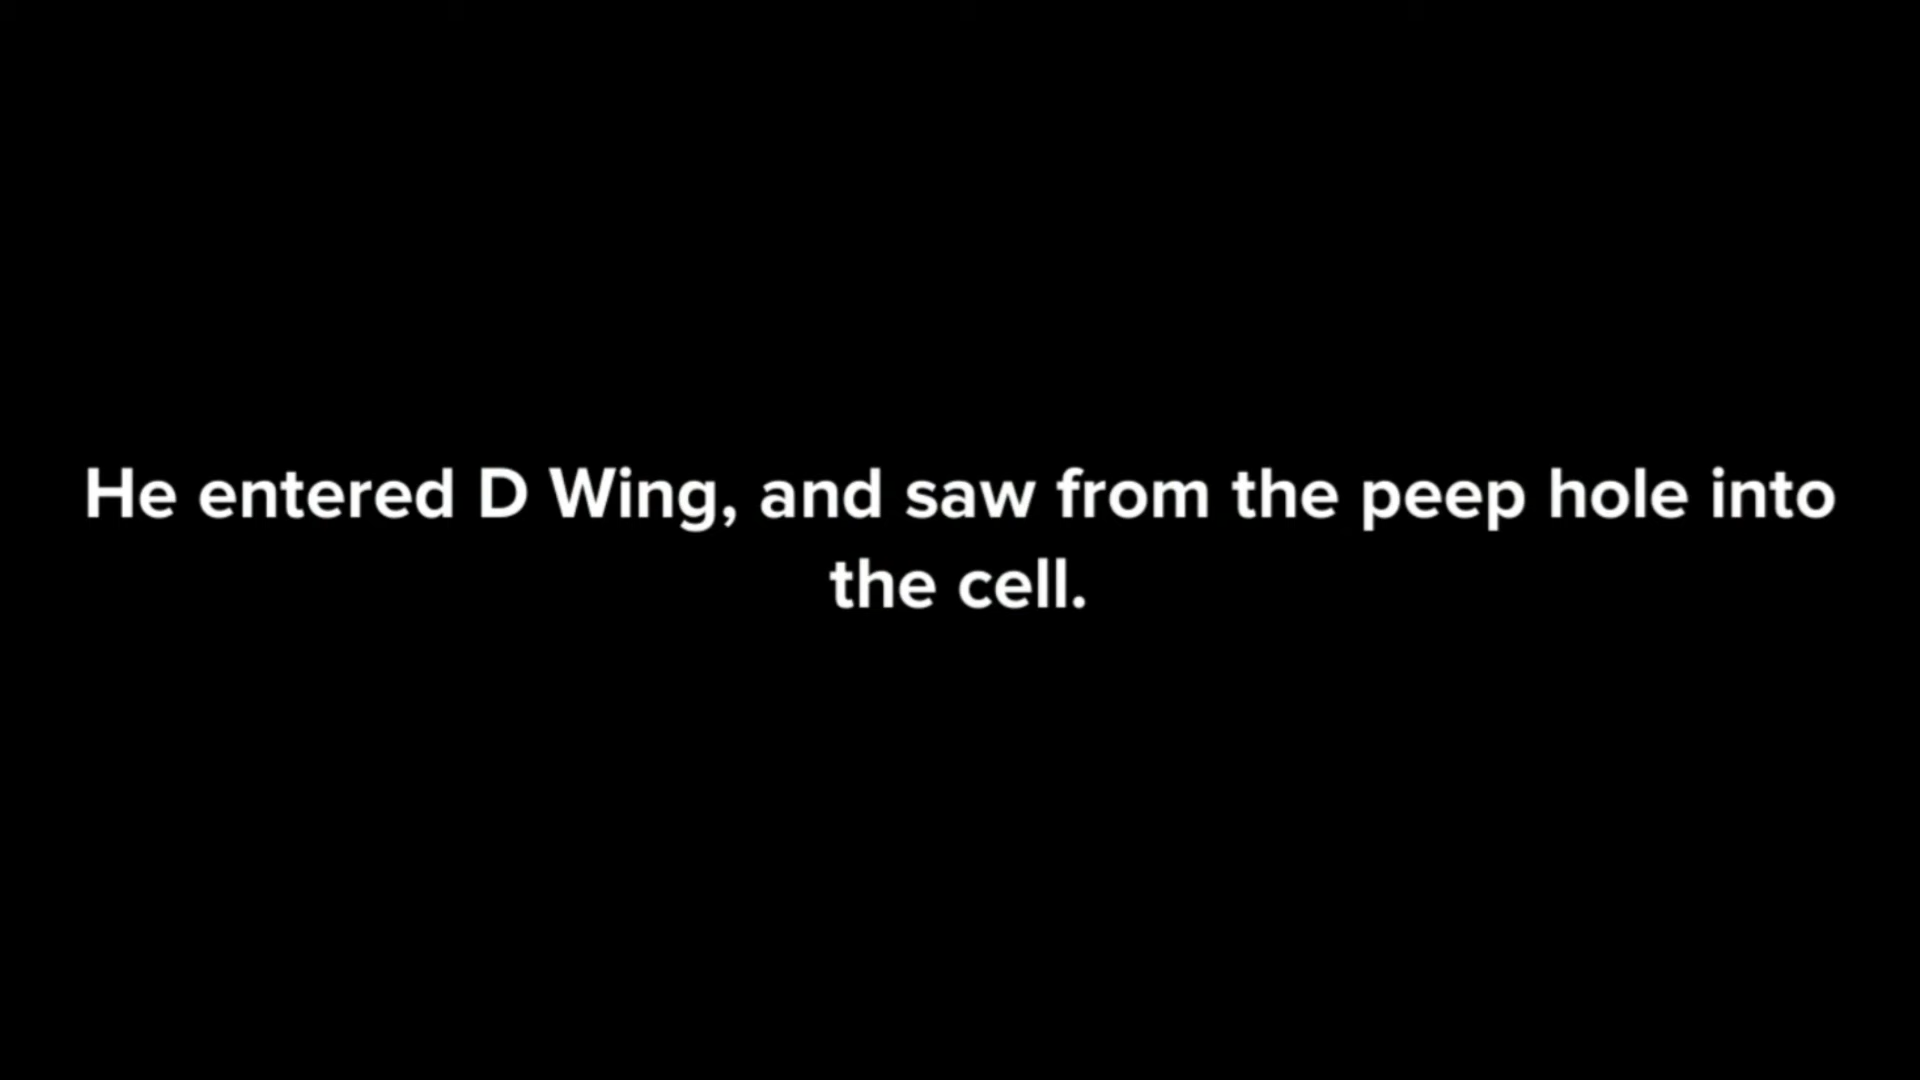 He entered D Wing, and saw from the peep hole into
the cell.